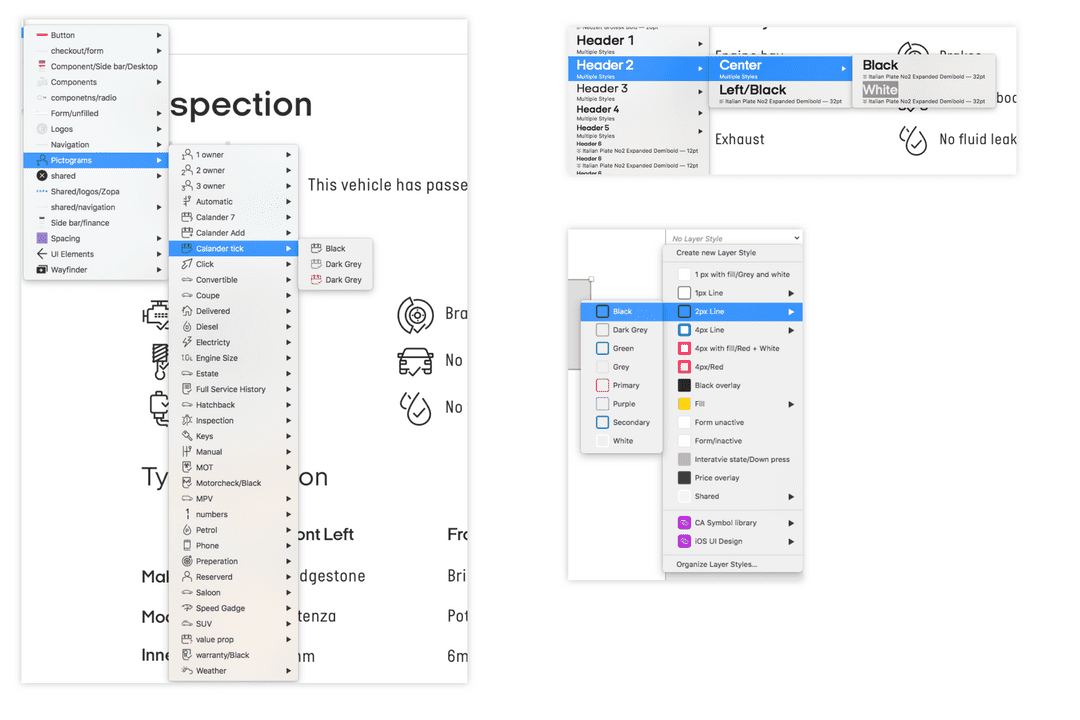 Button
checkout/form
Component/Side bar/Desktop
Components
componetns/radio
Form/unfilled
Logos
Navigation
Pictograms
shared
Shared/logos/Zopa
shared/navigation
Side bar/finance
Spacing
UI Elements
Wayfinder
spection
This vehicle has passe
1 owner
2 owner
3 owner
Automatic
Calander 7
Calander Add
Calander tick
Click
Convertible
Coupe
Delivered
Diesel
Electricty
1.0L Engine Size
Estate
Full Service History
Hatchback
Inspection
Keys
Manual
MOT
Motorcheck/Black
MPV
numbers
Petrol
Phone
Preperation
Reserverd
Saloon
Speed Gadge
SUV
value prop
warranty/Black
Weather
Black
Dark Grey
Dark Grey
Bra
No
No
Ty
on
ont Left
Fro
Mal
dgestone
Bri
Mod
tenza
Pot
Inne
nm
6m
Header 1
Multiple Styles
Header 2
Multiple Styles
Header 3
Multiple Styles
Header 4
Multiple Styles
Header 5
Multiple Styles
Header 6
Italian Plate No2 Expanded Demibold — 12pt
Header 6
Italian Plate No2 Expanded Demibold — 12pt
Header 6
Center
Multiple Styles
Left/Black
Italian Plate No2 Expanded Demibold — 32pt
Black
Italian Plate No2 Expanded Demibold — 32pt
White
Italian Plate No2 Expanded Demibold — 32pt
Engine bay
Brakes
boo
Exhaust
No fluid leak
No Layer Style
Create new Layer Style
1 px with fill/Grey and white
1px Line
2px Line
4px Line
4px with fill/Red + White
4px/Red
Black overlay
Fill
Form unactive
Form/inactive
Interatvie state/Down press
Price overlay
Shared
CA Symbol library
iOS UI Design
Organize Layer Styles...
Black
Dark Grey
Green
Grey
Primary
Purple
Secondary
White